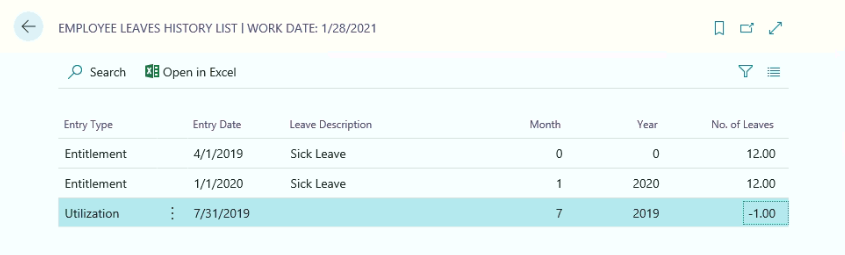 EMPLOYEE LEAVES HISTORY LIST | WORK DATE: 1/28/2021
Search Open in Excel
Entry Type Entry Date Leave Description Month Year No. of Leaves
Entitlement 4/1/2019 Sick Leave 0 0 12.00
Entitlement 1/1/2020 Sick Leave 1 2020 12.00
Utilization 7/31/2019 7 2019 -1.00